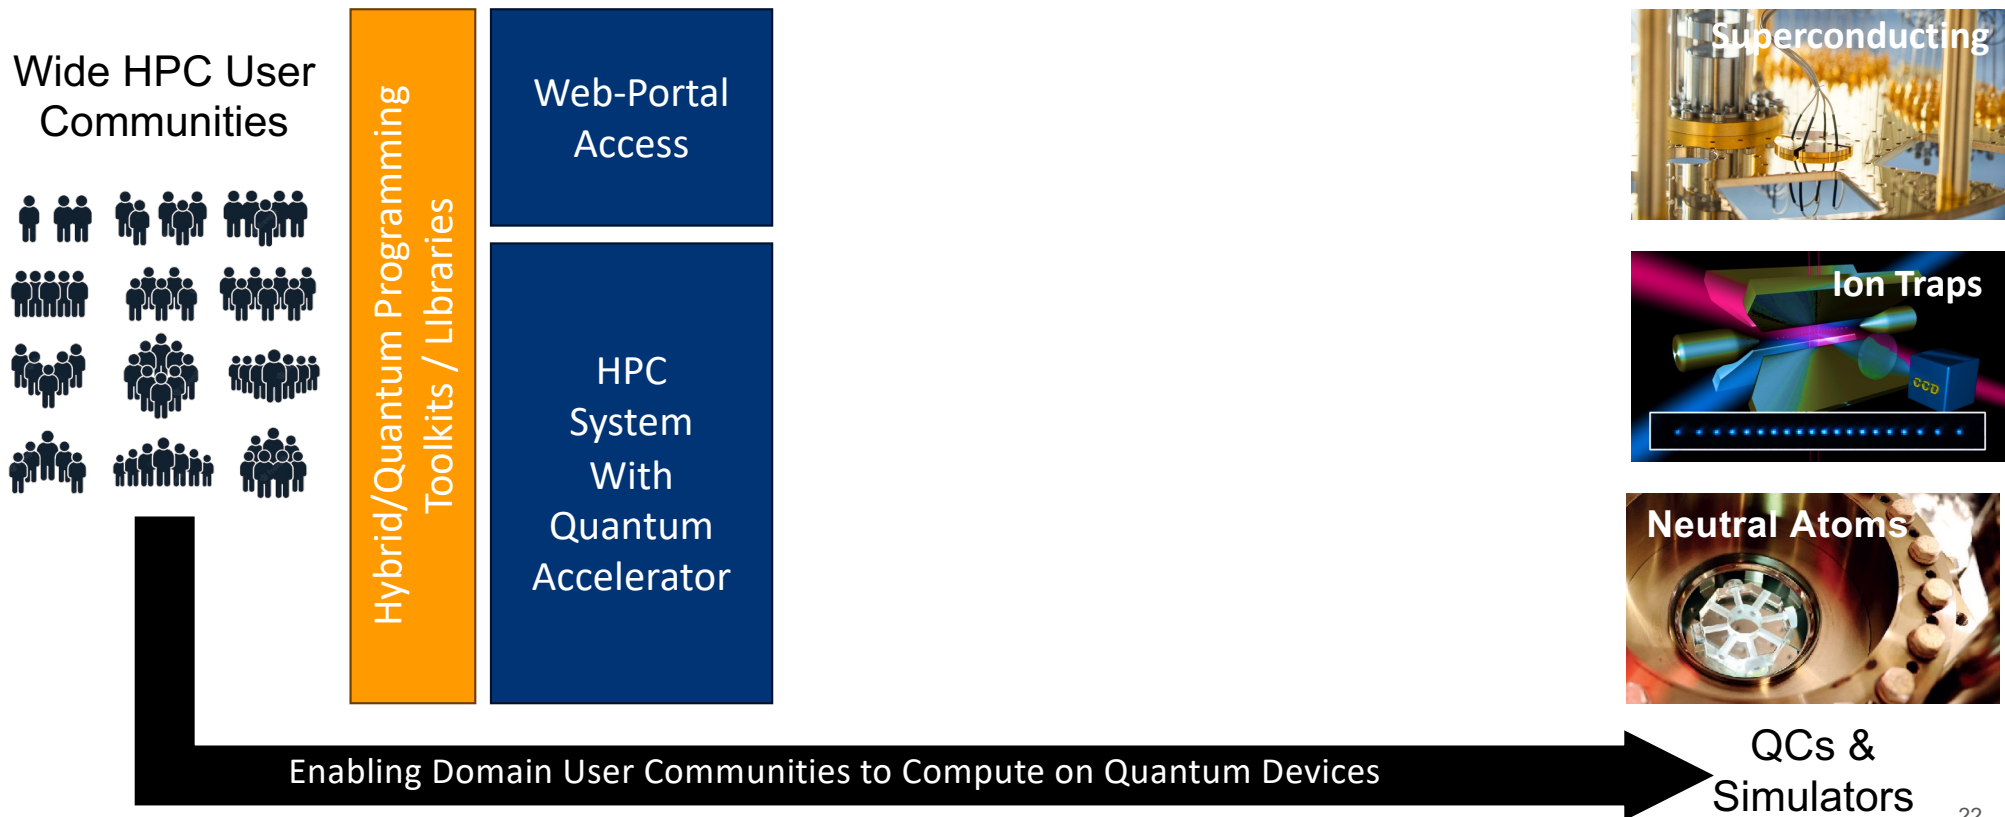 Wide HPC User
Communities
Hybrid/Quantum Programming
Toolkits / LIbraries
Web-Portal
Access
HPC
System
With
Quantum
Accelerator
Superconducting
Ion Traps
CCD
Neutral Atoms
Enabling Domain User Communities to Compute on Quantum Devices
QCs &
Simulators
22